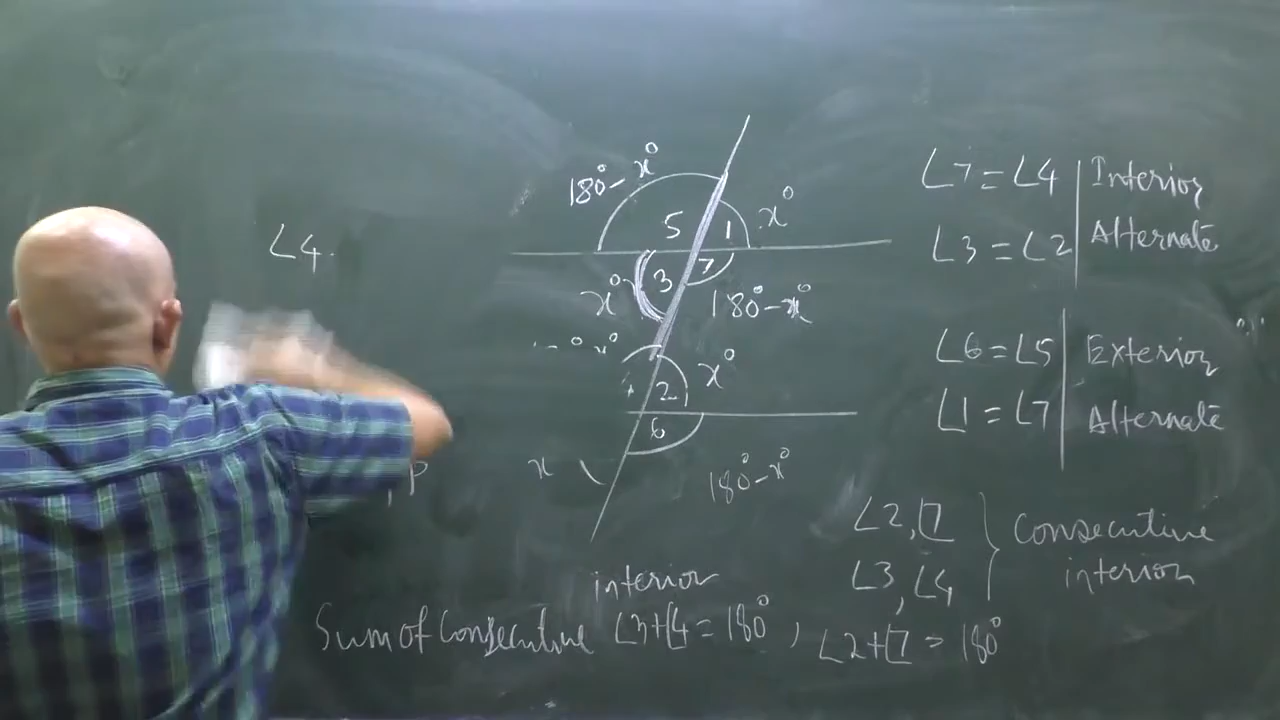 ∠4.
180°-x°
5
1
x°
3
7
x°
180°-x°
x°
2
6
x
180°-x°
∠7=∠4 | Interior
∠3=∠2 | Alternate
∠6=∠5 | Exterior
∠1=∠7 | Alternate
∠2,∠7 } Consecutive
∠3,∠4 interior
interior
Sum of Consecutive ∠3+∠4=180°, ∠2+∠7=180°